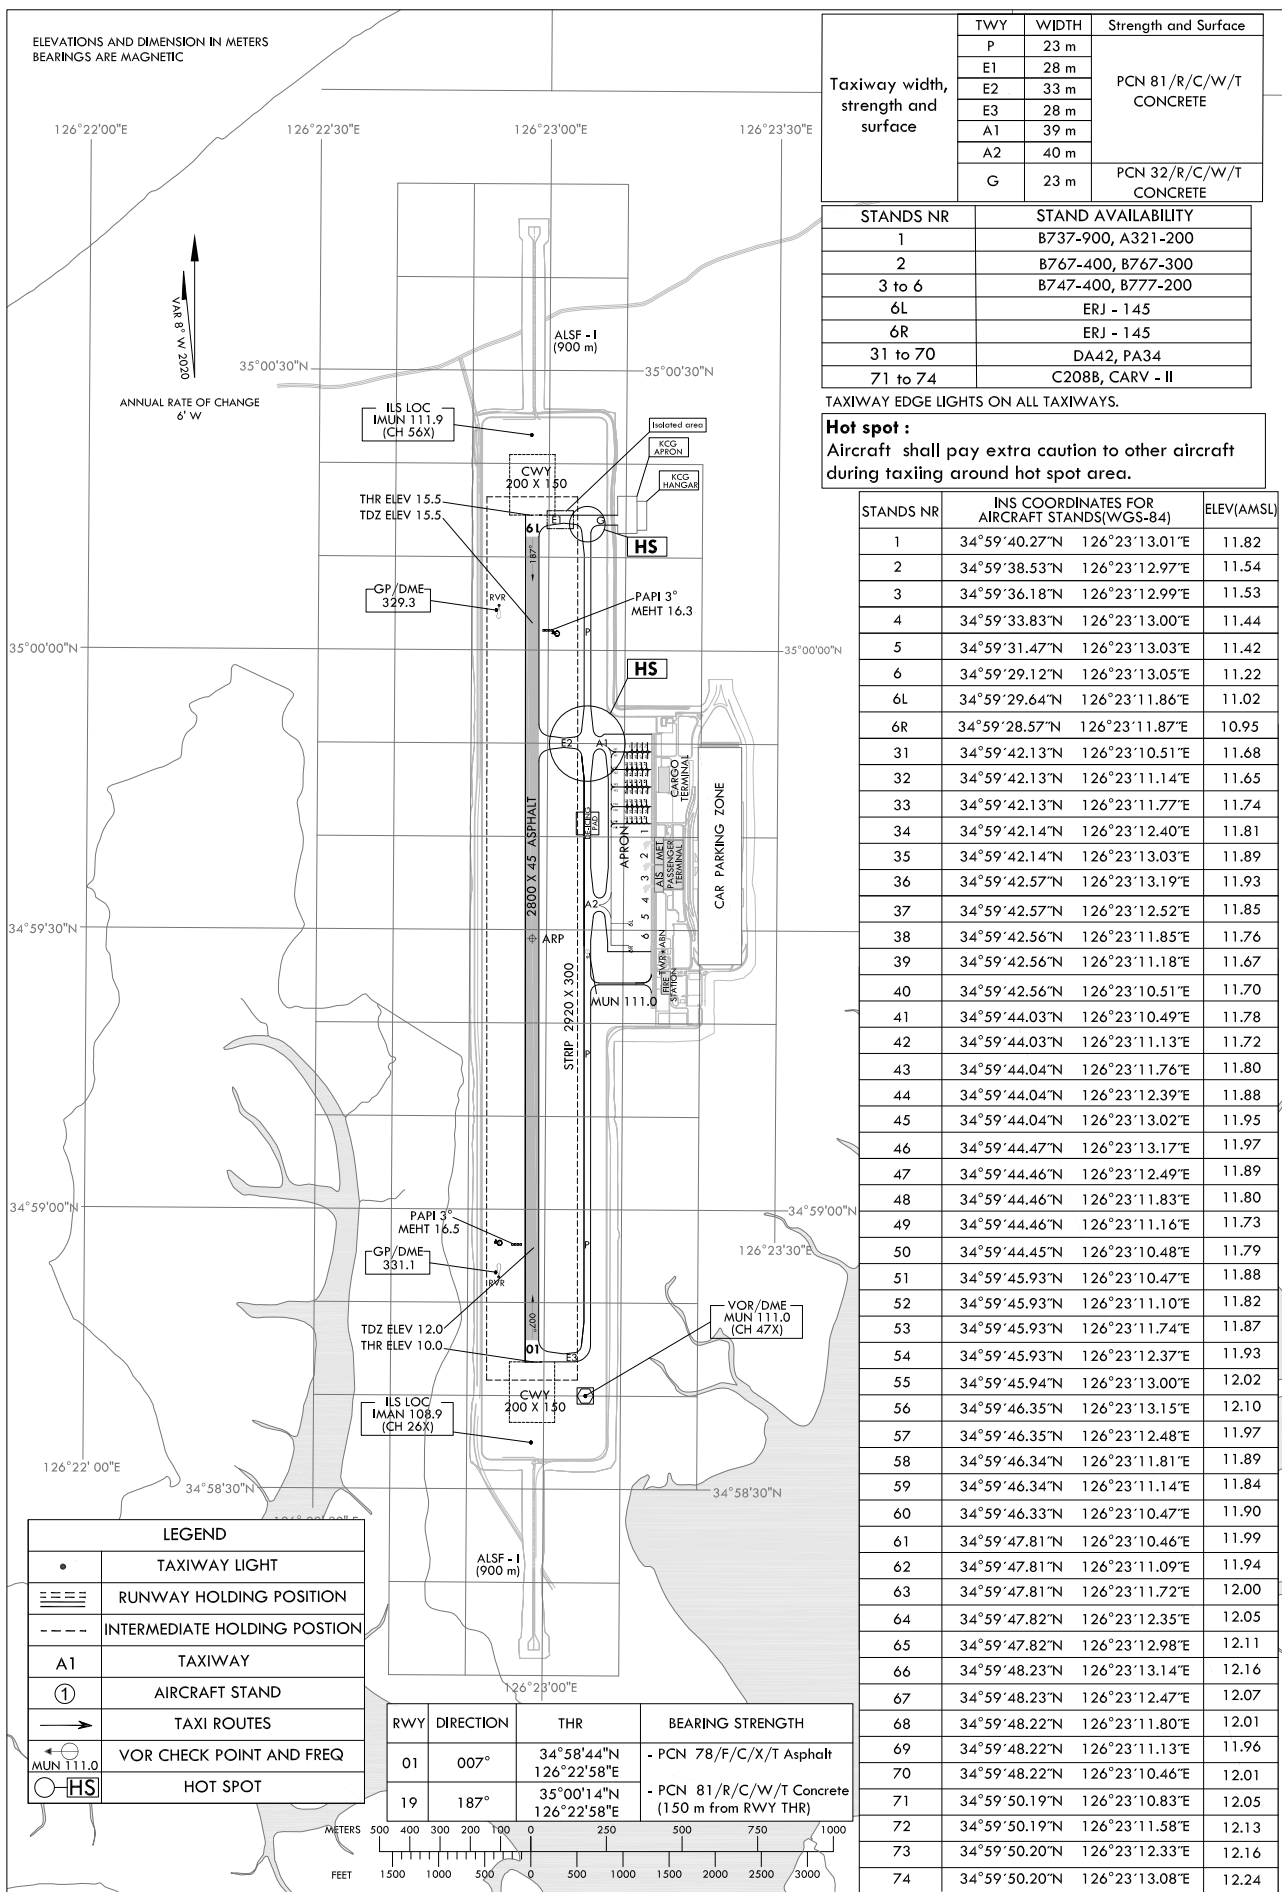 ELEVATIONS AND DIMENSION IN METERS
BEARINGS ARE MAGNETIC
Taxiway width,
strength and
surface
TWY WIDTH Strength and Surface
P 23 m
E1 28 m
E2 33 m
E3 28 m
A1 39 m
A2 40 m
PCN 81/R/C/W/T
CONCRETE
G 23 m
PCN 32/R/C/W/T
CONCRETE
STANDS NR STAND AVAILABILITY
1 B737-900, A321-200
2 B767-400, B767-300
3 to 6 B747-400, B777-200
6L ERJ - 145
6R ERJ - 145
31 to 70 DA42, PA34
71 to 74 C208B, CARV - II
TAXIWAY EDGE LIGHTS ON ALL TAXIWAYS.
Hot spot :
Aircraft shall pay extra caution to other aircraft
during taxiing around hot spot area.
STANDS NR INS COORDINATES FOR AIRCRAFT STANDS(WGS-84) ELEV(AMSL)
1 34°59´40.27˝N 126°23´13.01˝E 11.82
2 34°59´38.53˝N 126°23´12.97˝E 11.54
3 34°59´36.18˝N 126°23´12.99˝E 11.53
4 34°59´33.83˝N 126°23´13.00˝E 11.44
5 34°59´31.47˝N 126°23´13.03˝E 11.42
6 34°59´29.12˝N 126°23´13.05˝E 11.22
6L 34°59´29.64˝N 126°23´11.86˝E 11.02
6R 34°59´28.57˝N 126°23´11.87˝E 10.95
31 34°59´42.13˝N 126°23´10.51˝E 11.68
32 34°59´42.13˝N 126°23´11.14˝E 11.65
33 34°59´42.13˝N 126°23´11.77˝E 11.74
34 34°59´42.14˝N 126°23´12.40˝E 11.81
35 34°59´42.14˝N 126°23´13.03˝E 11.89
36 34°59´42.57˝N 126°23´13.19˝E 11.93
37 34°59´42.57˝N 126°23´12.52˝E 11.85
38 34°59´42.56˝N 126°23´11.85˝E 11.76
39 34°59´42.56˝N 126°23´11.18˝E 11.67
40 34°59´42.56˝N 126°23´10.51˝E 11.70
41 34°59´44.03˝N 126°23´10.49˝E 11.78
42 34°59´44.03˝N 126°23´11.13˝E 11.72
43 34°59´44.04˝N 126°23´11.76˝E 11.80
44 34°59´44.04˝N 126°23´12.39˝E 11.88
45 34°59´44.04˝N 126°23´13.02˝E 11.95
46 34°59´44.47˝N 126°23´13.17˝E 11.97
47 34°59´44.46˝N 126°23´12.49˝E 11.89
48 34°59´44.46˝N 126°23´11.83˝E 11.80
49 34°59´44.46˝N 126°23´11.16˝E 11.73
50 34°59´44.45˝N 126°23´10.48˝E 11.79
51 34°59´45.93˝N 126°23´10.47˝E 11.88
52 34°59´45.93˝N 126°23´11.10˝E 11.82
53 34°59´45.93˝N 126°23´11.74˝E 11.87
54 34°59´45.93˝N 126°23´12.37˝E 11.93
55 34°59´45.94˝N 126°23´13.00˝E 12.02
56 34°59´46.35˝N 126°23´13.15˝E 12.10
57 34°59´46.35˝N 126°23´12.48˝E 11.97
58 34°59´46.34˝N 126°23´11.81˝E 11.89
59 34°59´46.34˝N 126°23´11.14˝E 11.84
60 34°59´46.33˝N 126°23´10.47˝E 11.90
61 34°59´47.81˝N 126°23´10.46˝E 11.99
62 34°59´47.81˝N 126°23´11.09˝E 11.94
63 34°59´47.81˝N 126°23´11.72˝E 12.00
64 34°59´47.82˝N 126°23´12.35˝E 12.05
65 34°59´47.82˝N 126°23´12.98˝E 12.11
66 34°59´48.23˝N 126°23´13.14˝E 12.16
67 34°59´48.23˝N 126°23´12.47˝E 12.07
68 34°59´48.22˝N 126°23´11.80˝E 12.01
69 34°59´48.22˝N 126°23´11.13˝E 11.96
70 34°59´48.22˝N 126°23´10.46˝E 12.01
71 34°59´50.19˝N 126°23´10.83˝E 12.05
72 34°59´50.19˝N 126°23´11.58˝E 12.13
73 34°59´50.20˝N 126°23´12.33˝E 12.16
74 34°59´50.20˝N 126°23´13.08˝E 12.24
126°22'00"E 126°22'30"E 126°23'00"E 126°23'30"E
VAR 8° W 2020
ANNUAL RATE OF CHANGE
6' W
35°00'30"N 35°00'30"N
ALSF - I
(900 m)
ILS LOC
IMUN 111.9
(CH 56X)
Isolated area
KCG
APRON
KCG
HANGAR
CWY
200 X 150
THR ELEV 15.5
TDZ ELEV 15.5
19
187°
E1
G
HS
GP/DME
329.3
RVR
PAPI 3°
MEHT 16.3
P
35°00'00"N 35°00'00"N
HS
E2
A1
CARGO
TERMINAL
DE-ICING
PAD
APRON
2800 X 45 ASPHALT
CAR PARKING ZONE
1
2
3
4
5
6
AIS
MET
PASSENGER
TERMINAL
A2
6L
6R
34°59'30"N
ARP
TWR
ABN
FIRE
STATION
MUN 111.0
STRIP 2920 X 300
P
34°59'00"N 34°59'00"N
PAPI 3°
MEHT 16.5
GP/DME
331.1
RVR
P
126°23'30"E
VOR/DME
MUN 111.0
(CH 47X)
TDZ ELEV 12.0
THR ELEV 10.0
007°
01
E3
CWY
200 X 150
ILS LOC
IMAN 108.9
(CH 26X)
126°22' 00"E
34°58'30"N 34°58'30"N
ALSF - I
(900 m)
126°23'00"E
LEGEND
TAXIWAY LIGHT
RUNWAY HOLDING POSITION
INTERMEDIATE HOLDING POSTION
A1 TAXIWAY
1 AIRCRAFT STAND
TAXI ROUTES
MUN 111.0 VOR CHECK POINT AND FREQ
HS HOT SPOT
RWY DIRECTION THR BEARING STRENGTH
01 007° 34°58'44"N 126°22'58"E
19 187° 35°00'14"N 126°22'58"E
- PCN 78/F/C/X/T Asphalt
- PCN 81/R/C/W/T Concrete
(150 m from RWY THR)
METERS 500 400 300 200 100 0 250 500 750 1000
FEET 1500 1000 500 0 500 1000 1500 2000 2500 3000